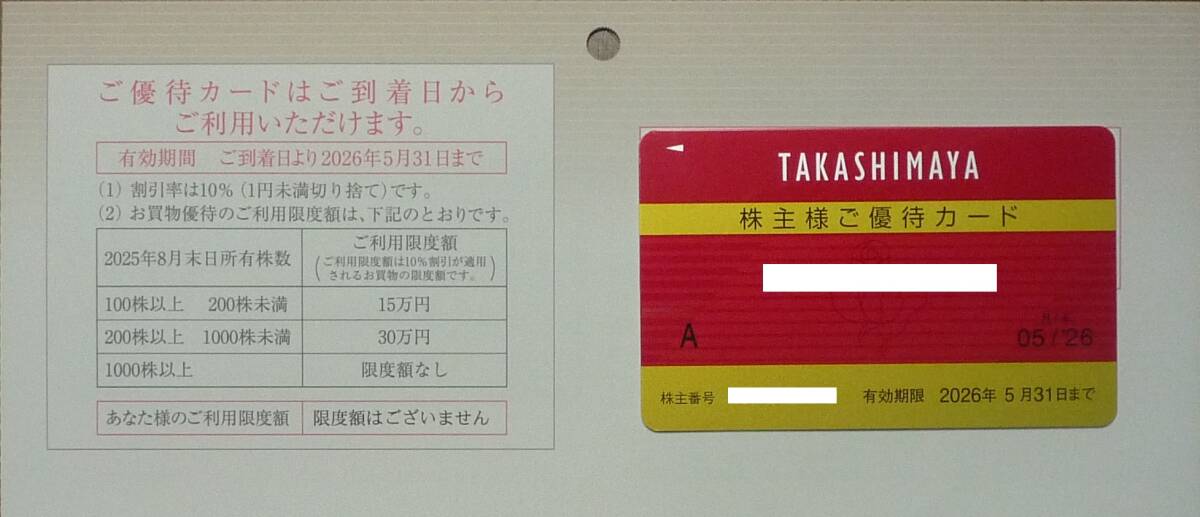 ご優待カードはご到着日から
ご利用いただけます。
有効期間 ご到着日より2026年5月31日まで
(1) 割引率は10% (1円未満切り捨て)です。
(2) お買物優待のご利用限度額は、下記のとおりです。
2025年8月末日所有株数
ご利用限度額
(ご利用限度額は10%割引が適用
されるお買物の限度額です。)
100株以上 200株未満 15万円
200株以上 1000株未満 30万円
1000株以上 限度額なし
あなた様のご利用限度額 限度額はございません
TAKASHIMAYA
株主様ご優待カード
A
月/年
05/'26
株主番号 有効期限 2026年 5月31日まで